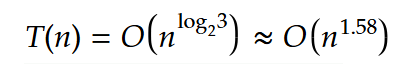 T(n) = O(n^{log_2 3}) ≈ O(n^{1.58})